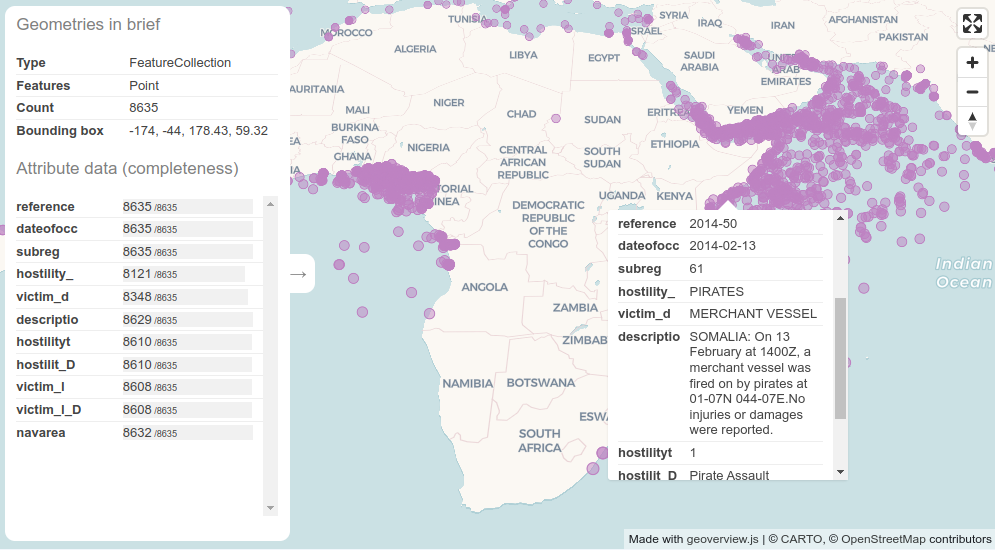 Geometries in brief
Type FeatureCollection
Features Point
Count 8635
Bounding box -174, -44, 178.43, 59.32
Attribute data (completeness)
reference 8635 /8635
dateofocc 8635 /8635
subreg 8635 /8635
hostility_ 8121 /8635
victim_d 8348 /8635
descriptio 8629 /8635
hostilityt 8610 /8635
hostilit_D 8610 /8635
victim_l 8608 /8635
victim_l_D 8608 /8635
navarea 8632 /8635
→
TUNISIA
MOROCCO
ALGERIA
LIBYA
EGYPT
ISRAEL
SYRIA
IRAQ
IRAN
AFGHANISTAN
PAKISTAN
SAUDI
ARABIA
UNITED
ARAB
EMIRATES
AURITANIA
MALI
NIGER
CHAD
SUDAN
ERITREA
YEMEN
BURKINA
FASO
GHANA
NIGERIA
CENTRAL
AFRICAN
REPUBLIC
SOUTH
SUDAN
ETHIOPIA
TORIAL
INEA
UGANDA
KENYA
DEMOCRATIC
REPUBLIC
OF THE
CONGO
ANGOLA
ZAMBIA
ZIMBAB
NAMIBIA
BOTSWANA
ESWA
SOUTH
AFRICA
Indian
Ocean
reference 2014-50
dateofocc 2014-02-13
subreg 61
hostility_ PIRATES
victim_d MERCHANT VESSEL
descriptio SOMALIA: On 13
February at 1400Z, a
merchant vessel was
fired on by pirates at
01-07N 044-07E.No
injuries or damages
were reported.
hostilityt 1
hostilit_D Pirate Assault
+
−
Made with geoverview.js | © CARTO, © OpenStreetMap contributors